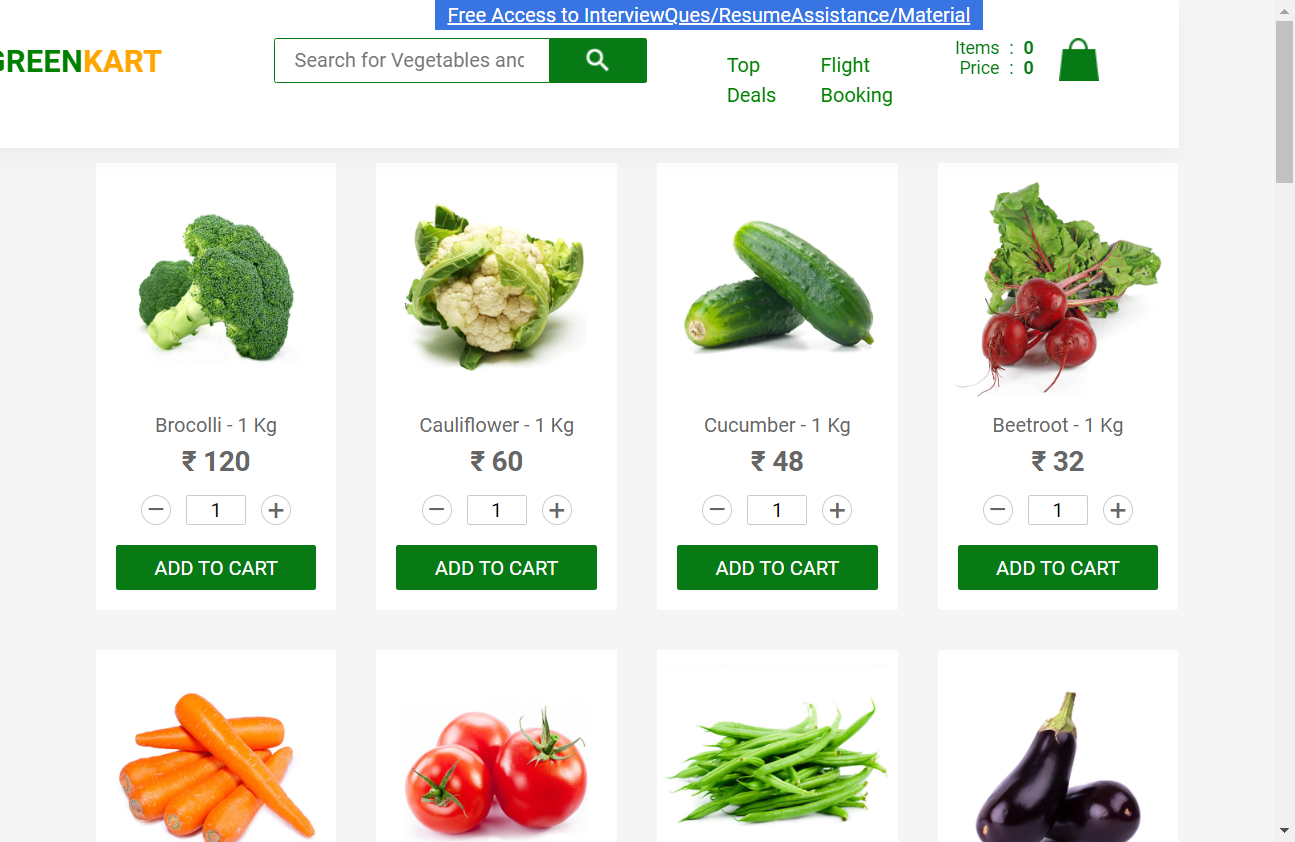 Free Access to InterviewQues/ResumeAssistance/Material
GREENKART
Search for Vegetables and
Top Deals
Flight Booking
Items : 0
Price : 0
Brocolli - 1 Kg
₹ 120
− 1 +
ADD TO CART
Cauliflower - 1 Kg
₹ 60
− 1 +
ADD TO CART
Cucumber - 1 Kg
₹ 48
− 1 +
ADD TO CART
Beetroot - 1 Kg
₹ 32
− 1 +
ADD TO CART